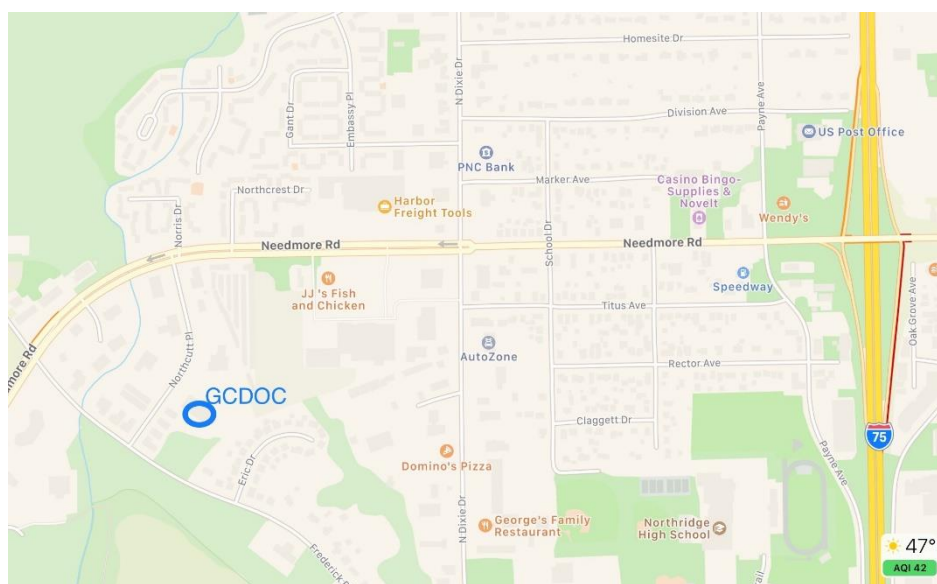 Homesite Dr
N Dixie Dr
Payne Ave
Gant Dr
Embassy Pl
Division Ave
US Post Office
PNC Bank
Marker Ave
Casino Bingo-
Supplies &
Novelt
Northcrest Dr
Harbor
Freight Tools
Wendy's
Norris Dr
School Dr
Needmore Rd
Needmore Rd
JJ 's Fish
and Chicken
Speedway
Titus Ave
Oak Grove Ave
Northcutt Pl
AutoZone
more Rd
Rector Ave
GCDOC
Claggett Dr
75
Payne Ave
Eric Dr
Domino's Pizza
N Dixie Dr
George's Family
Restaurant
Northridge
High School
Frederick
47°
AQI 42